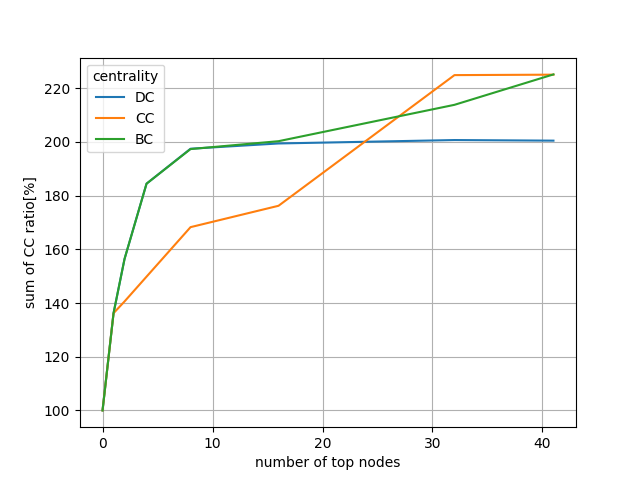 centrality
DC
CC
BC
220
200
180
160
140
120
100
sum of CC ratio[%]
0 10 20 30 40
number of top nodes